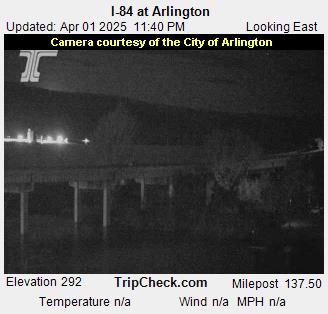 I-84 at Arlington
Updated: Apr 01 2025 11:40 PM Looking East
Camera courtesy of the City of Arlington
Elevation 292 TripCheck.com Milepost 137.50
Temperature n/a Wind n/a MPH n/a